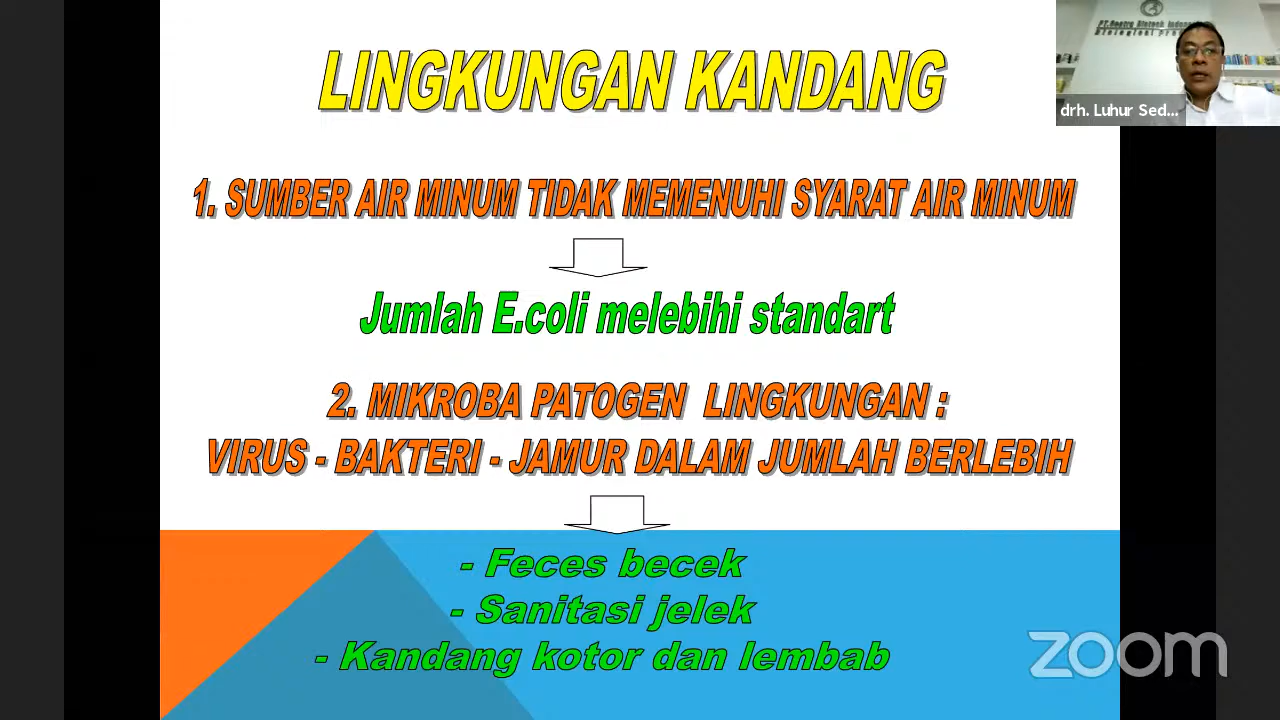 LINGKUNGAN KANDANG
1. SUMBER AIR MINUM TIDAK MEMENUHI SYARAT AIR MINUM
Jumlah E.coli melebihi standart
2. MIKROBA PATOGEN LINGKUNGAN :
VIRUS - BAKTERI - JAMUR DALAM JUMLAH BERLEBIH
- Feces becek
- Sanitasi jelek
- Kandang kotor dan lembab
drh. Luhur Sed...
zoom